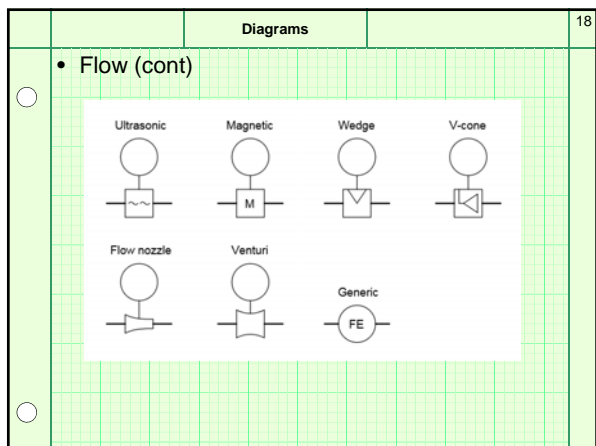 Diagrams
18
• Flow (cont)
Ultrasonic Magnetic Wedge V-cone
M
Flow nozzle Venturi
Generic
FE